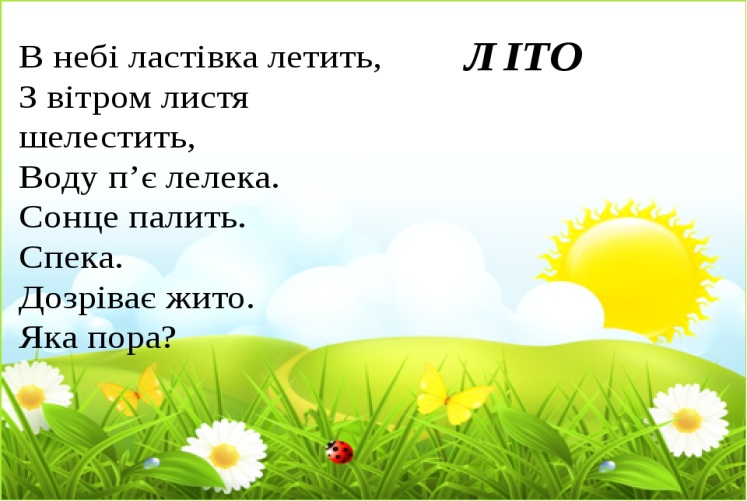 В небі ластівка летить,
З вітром листя
шелестить,
Воду п’є лелека.
Сонце палить.
Спека.
Дозріває жито.
Яка пора?
ЛІТО